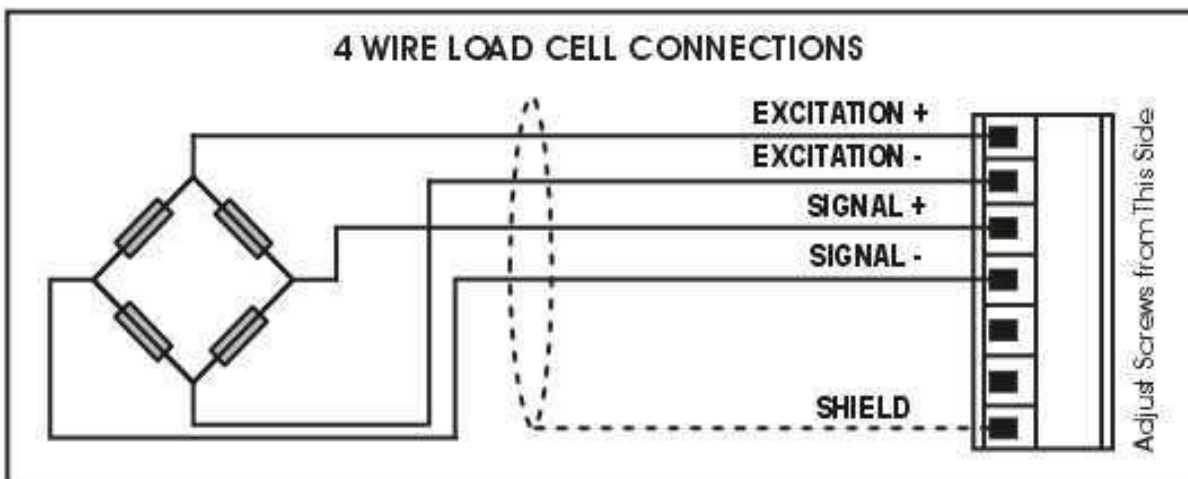 4 WIRE LOAD CELL CONNECTIONS
EXCITATION +
EXCITATION -
SIGNAL +
SIGNAL -
SHIELD
Adjust Screws from This Side